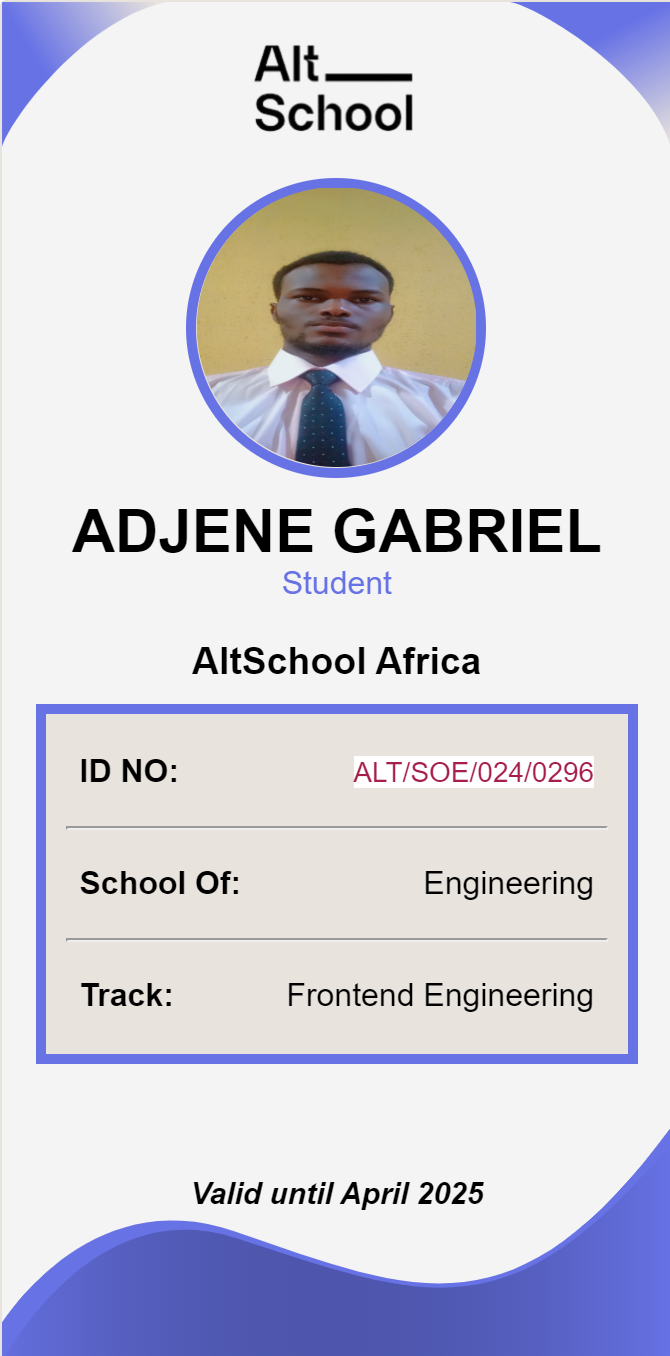 Alt
School
ADJENE GABRIEL
Student
AltSchool Africa
ID NO: ALT/SOE/024/0296
School Of: Engineering
Track: Frontend Engineering
Valid until April 2025